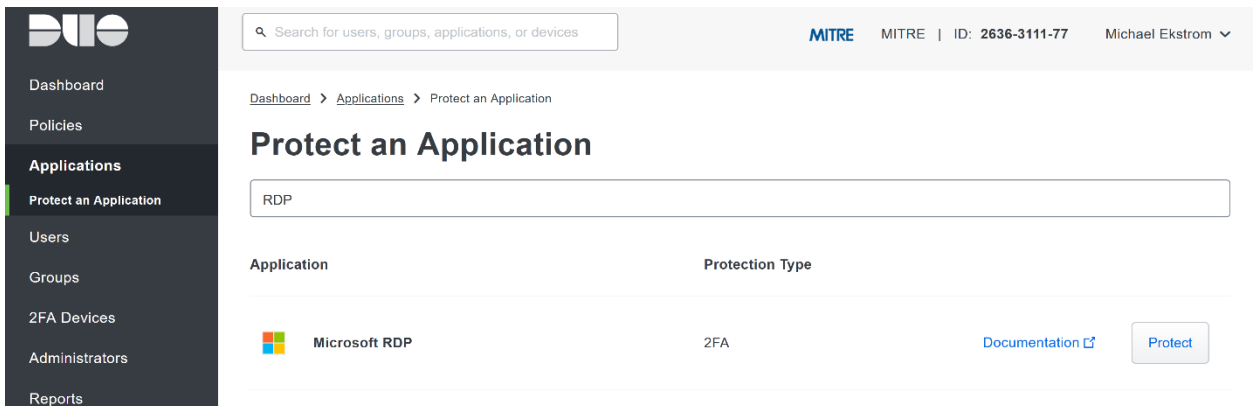 DUO
Search for users, groups, applications, or devices
MITRE MITRE | ID: 2636-3111-77 Michael Ekstrom
Dashboard
Policies
Applications
Protect an Application
Users
Groups
2FA Devices
Administrators
Reports
Dashboard > Applications > Protect an Application
Protect an Application
RDP
Application Protection Type
Microsoft RDP 2FA Documentation Protect